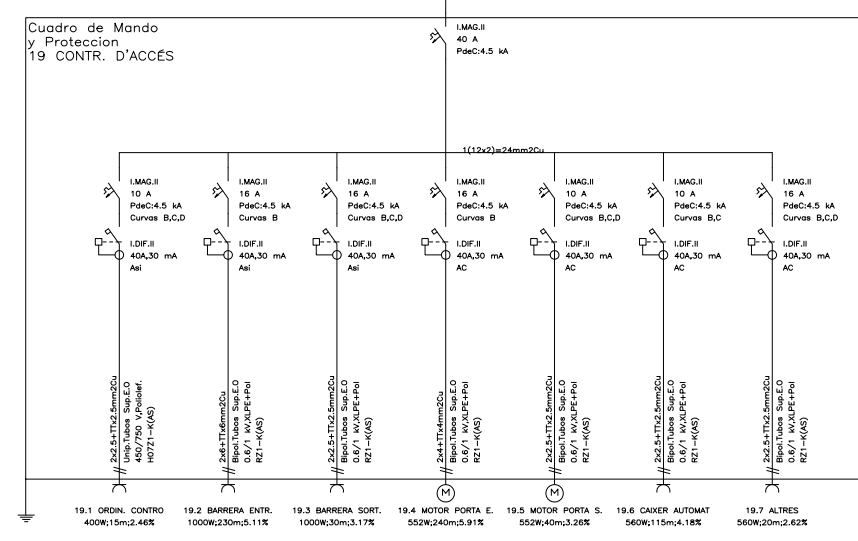 Cuadro de Mando
y Proteccion
19 CONTR. D'ACCÉS
I.MAG.II
40 A
PdeC:4.5 kA
1(12x2)=24mm2Cu
I.MAG.II
10 A
PdeC:4.5 kA
Curvas B,C,D
I.MAG.II
16 A
PdeC:4.5 kA
Curvas B
I.MAG.II
16 A
PdeC:4.5 kA
Curvas B,C,D
I.MAG.II
16 A
PdeC:4.5 kA
Curvas B
I.MAG.II
16 A
PdeC:4.5 kA
Curvas B,C,D
I.MAG.II
16 A
PdeC:4.5 kA
Curvas B,C
I.MAG.II
16 A
PdeC:4.5 kA
Curvas B,C,D
I.DIF.II
40A,30 mA
Asi
I.DIF.II
40A,30 mA
Asi
I.DIF.II
40A,30 mA
Asi
I.DIF.II
40A,30 mA
AC
I.DIF.II
40A,30 mA
AC
I.DIF.II
40A,30 mA
AC
I.DIF.II
40A,30 mA
AC
2x2.5+TTx2.5mm2Cu
Unip.Tubos Sup.E.O
450/750 V,Poliolef.
H07Z1-K(AS)
2x6+TTx6mm2Cu
Bipol.Tubos Sup.E.O
0.6/1 kV,XLPE+Pol
RZ1-K(AS)
2x2.5+TTx2.5mm2Cu
Bipol.Tubos Sup.E.O
0.6/1 kV,XLPE+Pol
RZ1-K(AS)
2x4+TTx4mm2Cu
Bipol.Tubos Sup.E.O
0.6/1 kV,XLPE+Pol
RZ1-K(AS)
2x2.5+TTx2.5mm2Cu
Bipol.Tubos Sup.E.O
0.6/1 kV,XLPE+Pol
RZ1-K(AS)
2x2.5+TTx2.5mm2Cu
Bipol.Tubos Sup.E.O
0.6/1 kV,XLPE+Pol
RZ1-K(AS)
2x2.5+TTx2.5mm2Cu
Bipol.Tubos Sup.E.O
0.6/1 kV,XLPE+Pol
RZ1-K(AS)
M
M
19.1 ORDIN. CONTRO
400W;15m;2.46%
19.2 BARRERA ENTR.
1000W;230m;5.11%
19.3 BARRERA SORT.
1000W;30m;3.17%
19.4 MOTOR PORTA E.
552W;240m;5.91%
19.5 MOTOR PORTA S.
552W;40m;3.26%
19.6 CAIXER AUTOMAT
560W;115m;4.18%
19.7 ALTRES
560W;20m;2.62%